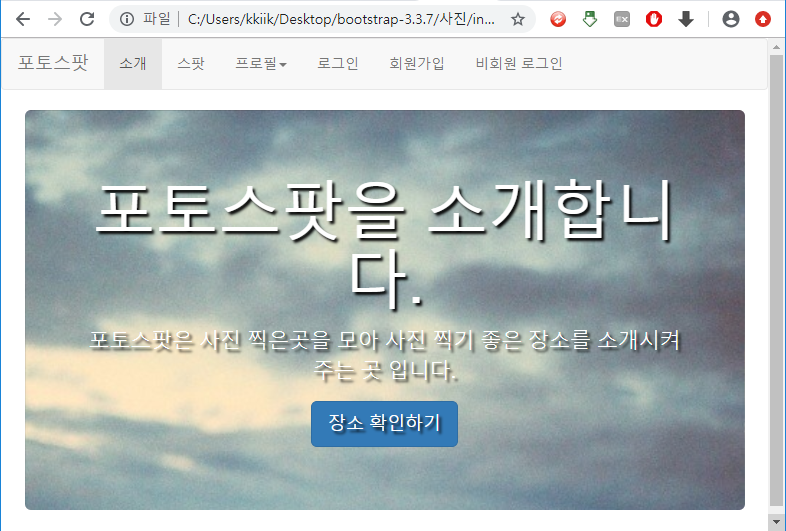 파일 C:/Users/kkiik/Desktop/bootstrap-3.3.7/사진/in...
포토스팟 소개 스팟 프로필 로그인 회원가입 비회원 로그인
포토스팟을 소개합니
다.
포토스팟은 사진 찍은곳을 모아 사진 찍기 좋은 장소를 소개시켜
주는 곳 입니다.
장소 확인하기